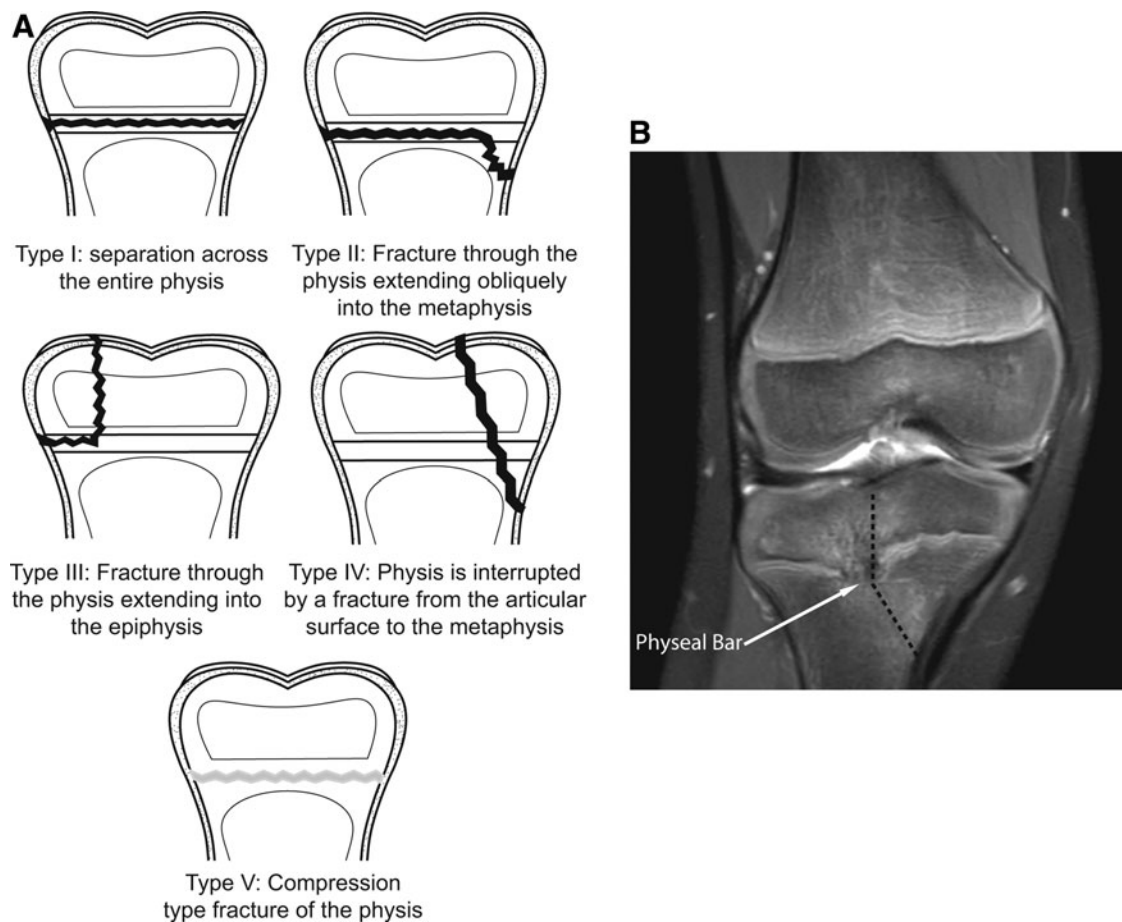 A
Type I: separation across
the entire physis
Type II: Fracture through the
physis extending obliquely
into the metaphysis
Type III: Fracture through
the physis extending into
the epiphysis
Type IV: Physis is interrupted
by a fracture from the articular
surface to the metaphysis
Type V: Compression
type fracture of the physis
B
Physeal Bar